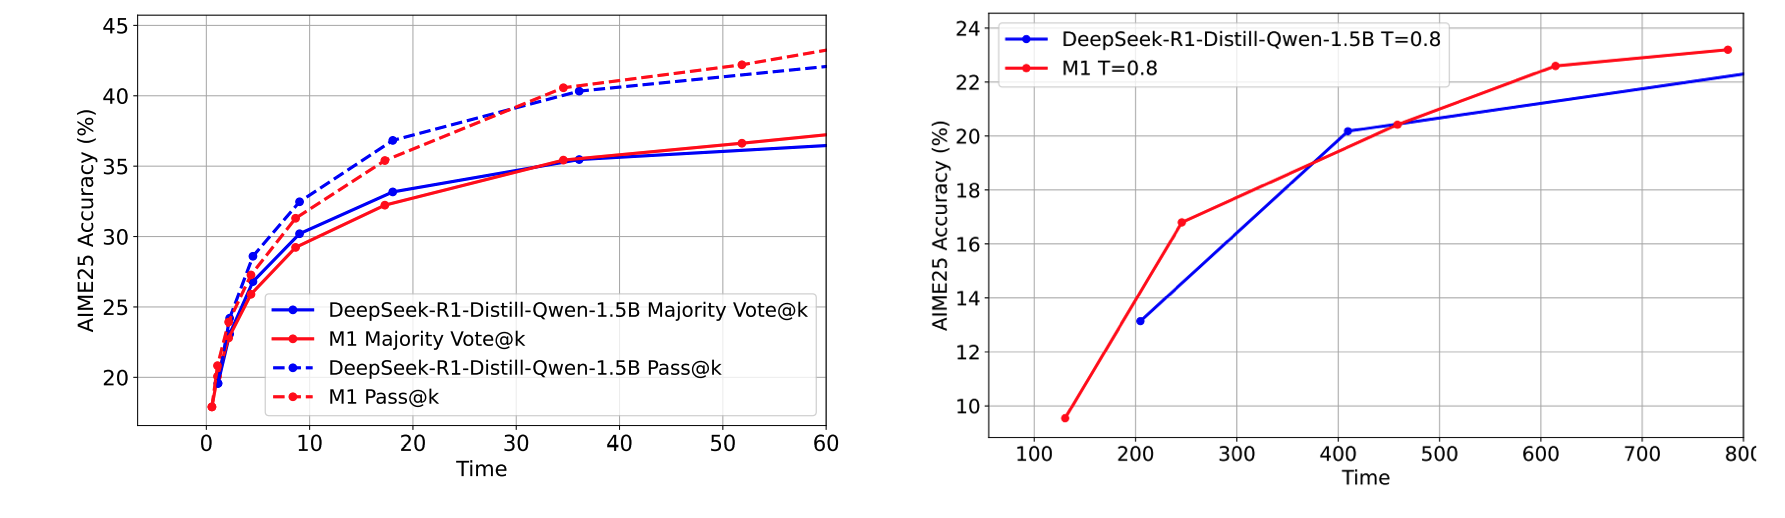 45
40
35
30
25
20
AIME25 Accuracy (%)
DeepSeek-R1-Distill-Qwen-1.5B Majority Vote@k
M1 Majority Vote@k
DeepSeek-R1-Distill-Qwen-1.5B Pass@k
M1 Pass@k
0 10 20 30 40 50 60
Time
24
22
20
18
16
14
12
10
AIME25 Accuracy (%)
DeepSeek-R1-Distill-Qwen-1.5B T=0.8
M1 T=0.8
100 200 300 400 500 600 700
Time